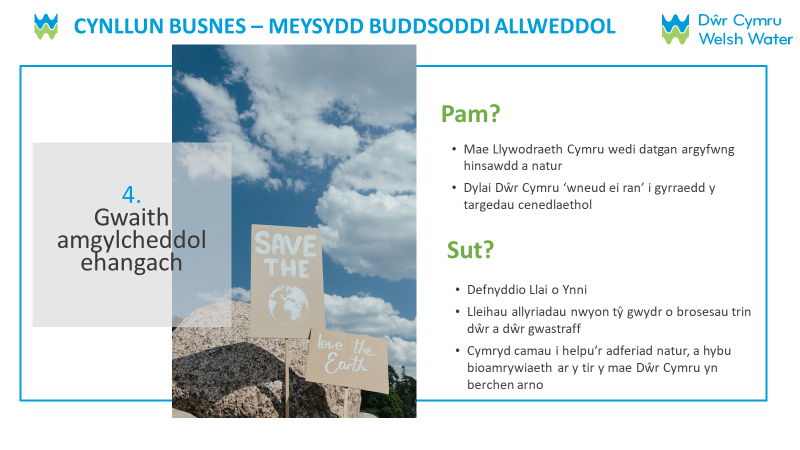 CYNLLUN BUSNES – MEYSYDD BUDDSODDI ALLWEDDOL
Dŵr Cymru
Welsh Water
4.
Gwaith
amgylcheddol
ehangach
SAVE
THE
love the
Earth
Pam?
• Mae Llywodraeth Cymru wedi datgan argyfwng
hinsawdd a natur
• Dylai Dŵr Cymru ‘wneud ei ran’ i gyrraedd y
targedau cenedlaethol
Sut?
• Defnyddio Llai o Ynni
• Lleihau allyriadau nwyon tŷ gwydr o brosesau trin
dŵr a dŵr gwastraff
• Cymryd camau i helpu’r adferiad natur, a hybu
bioamrywiaeth ar y tir y mae Dŵr Cymru yn
berchen arno